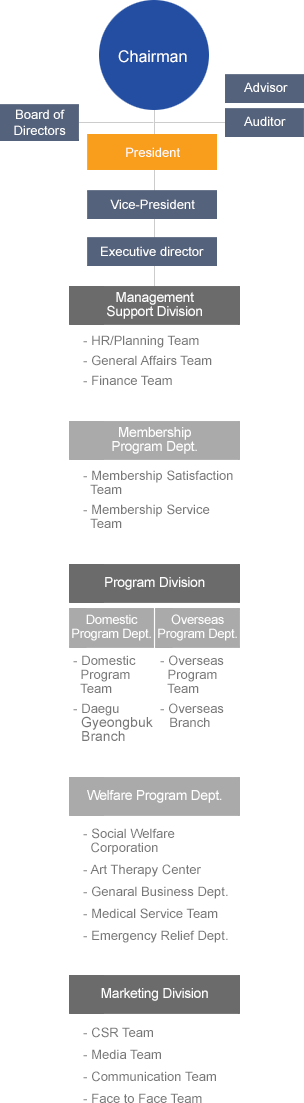 Chairman
Advisor
Board of
Directors
Auditor
President
Vice-President
Executive director
Management
Support Division
- HR/Planning Team
- General Affairs Team
- Finance Team
Membership
Program Dept.
- Membership Satisfaction
Team
- Membership Service
Team
Program Division
Domestic
Program Dept.
Overseas
Program Dept.
- Domestic
Program
Team
- Daegu
Gyeongbuk
Branch
- Overseas
Program
Team
- Overseas
Branch
Welfare Program Dept.
- Social Welfare
Corporation
- Art Therapy Center
- Genaral Business Dept.
- Medical Service Team
- Emergency Relief Dept.
Marketing Division
- CSR Team
- Media Team
- Communication Team
- Face to Face Team